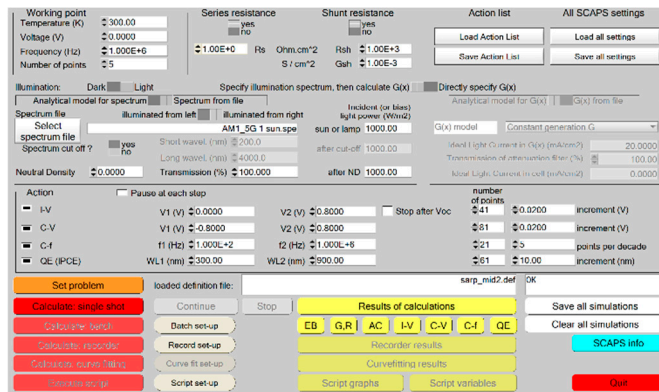 Working point
Series resistance
Shunt resistance
Action list
All SCAPS settings
Temperature (K) 300.00
yes
no
yes
no
Load Action List
Load all settings
Voltage (V) 0.0000
Frequency (Hz) 1.000E+6
1.00E+0 Rs Ohm.cm^2 Rsh 1.00E+3
Number of points 5
S / cm^2 Gsh 1.00E-3
Save Action List
Save all settings
Illumination: Dark Light
Specify illumination spectrum, then calculate G(x)
Directly specify G(x)
Analytical model for spectrum Spectrum from file
Incident (or bias) light power (W/m2)
Analytical model for G(x) G(x) from file
Spectrum file
illuminated from left illuminated from right
Select spectrum file
AM1_5G 1 sun.spe
sun or lamp 1000.00
G(x) model Constant generation G
Spectrum cut off ? yes
no
Short wavel. (nm) 200.0
after cut-off 1000.00
Ideal Light Current in G(x) (mA/cm2) 20.0000
Long wavel. (nm) 4000.0
Transmission of attenuation filter (%) 100.00
Neutral Density 0.0000
Transmission (%) 100.000
after ND 1000.00
Ideal Light Current in cell (mA/cm2) 0.0000
Action
Pause at each step
number of points
I-V V1 (V) 0.0000 V2 (V) 0.8000 Stop after Voc 41 0.0200 increment (V)
C-V V1 (V) -0.8000 V2 (V) 0.8000 81 0.0200 increment (V)
C-f f1 (Hz) 1.000E+2 f2 (Hz) 1.000E+6 21 5 points per decade
QE (IPCE) WL1 (nm) 300.00 WL2 (nm) 900.00 61 10.00 increment (nm)
Set problem
loaded definition file:
sarp_mid2.def
OK
Calculate: single shot
Continue
Stop
Results of calculations
Save all simulations
Calculate: batch
Batch set-up
EB G,R AC I-V C-V C-f QE
Clear all simulations
Calculate: recorder
Record set-up
Recorder results
SCAPS info
Calculate: curve fitting
Curve fit set-up
Curvefitting results
Execute script
Script set-up
Script graphs
Script variables
Quit